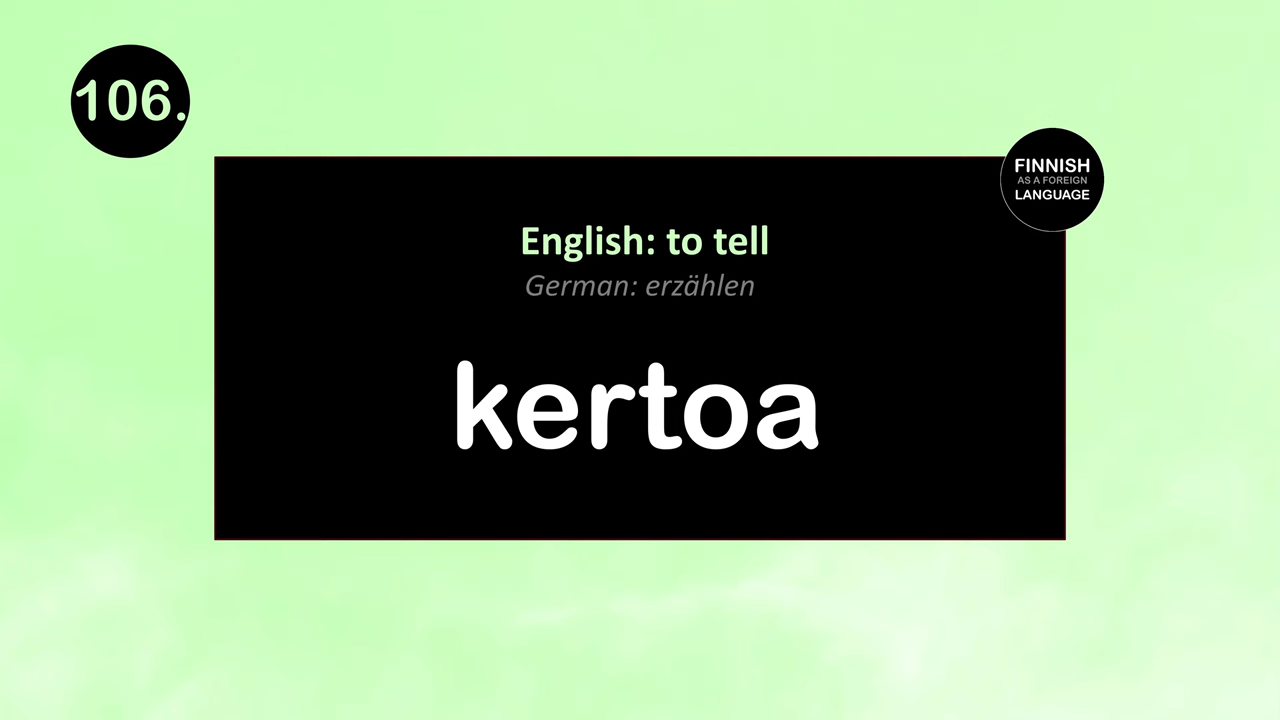 106.
FINNISH
AS A FOREIGN
LANGUAGE
English: to tell
German: erzählen
kertoa